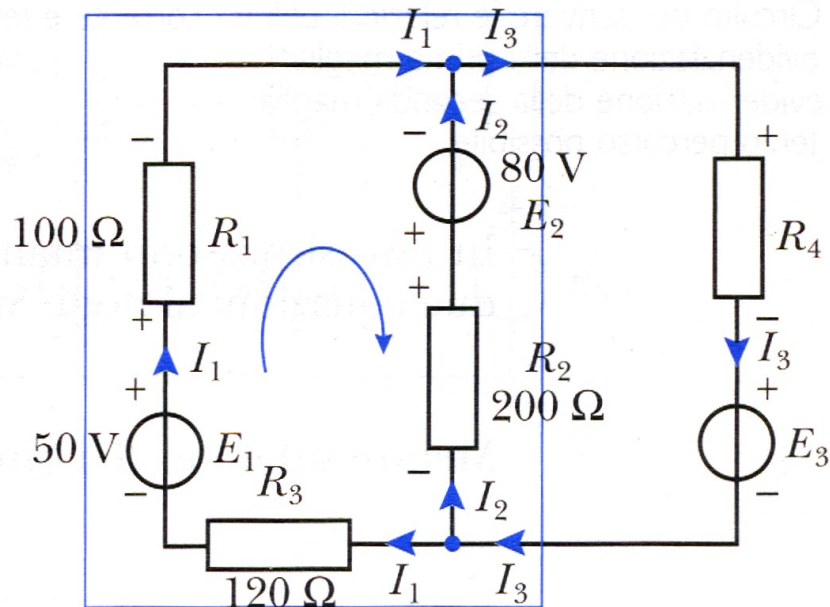 I₁ I₃
− I₂ +
− 80 V
100 Ω R₁ E₂ R₄
+
+ +
−
I₁ I₃
+ R₂ +
200 Ω
50 V E₁ − E₃
− R₃ I₂ −
120 Ω I₁ I₃